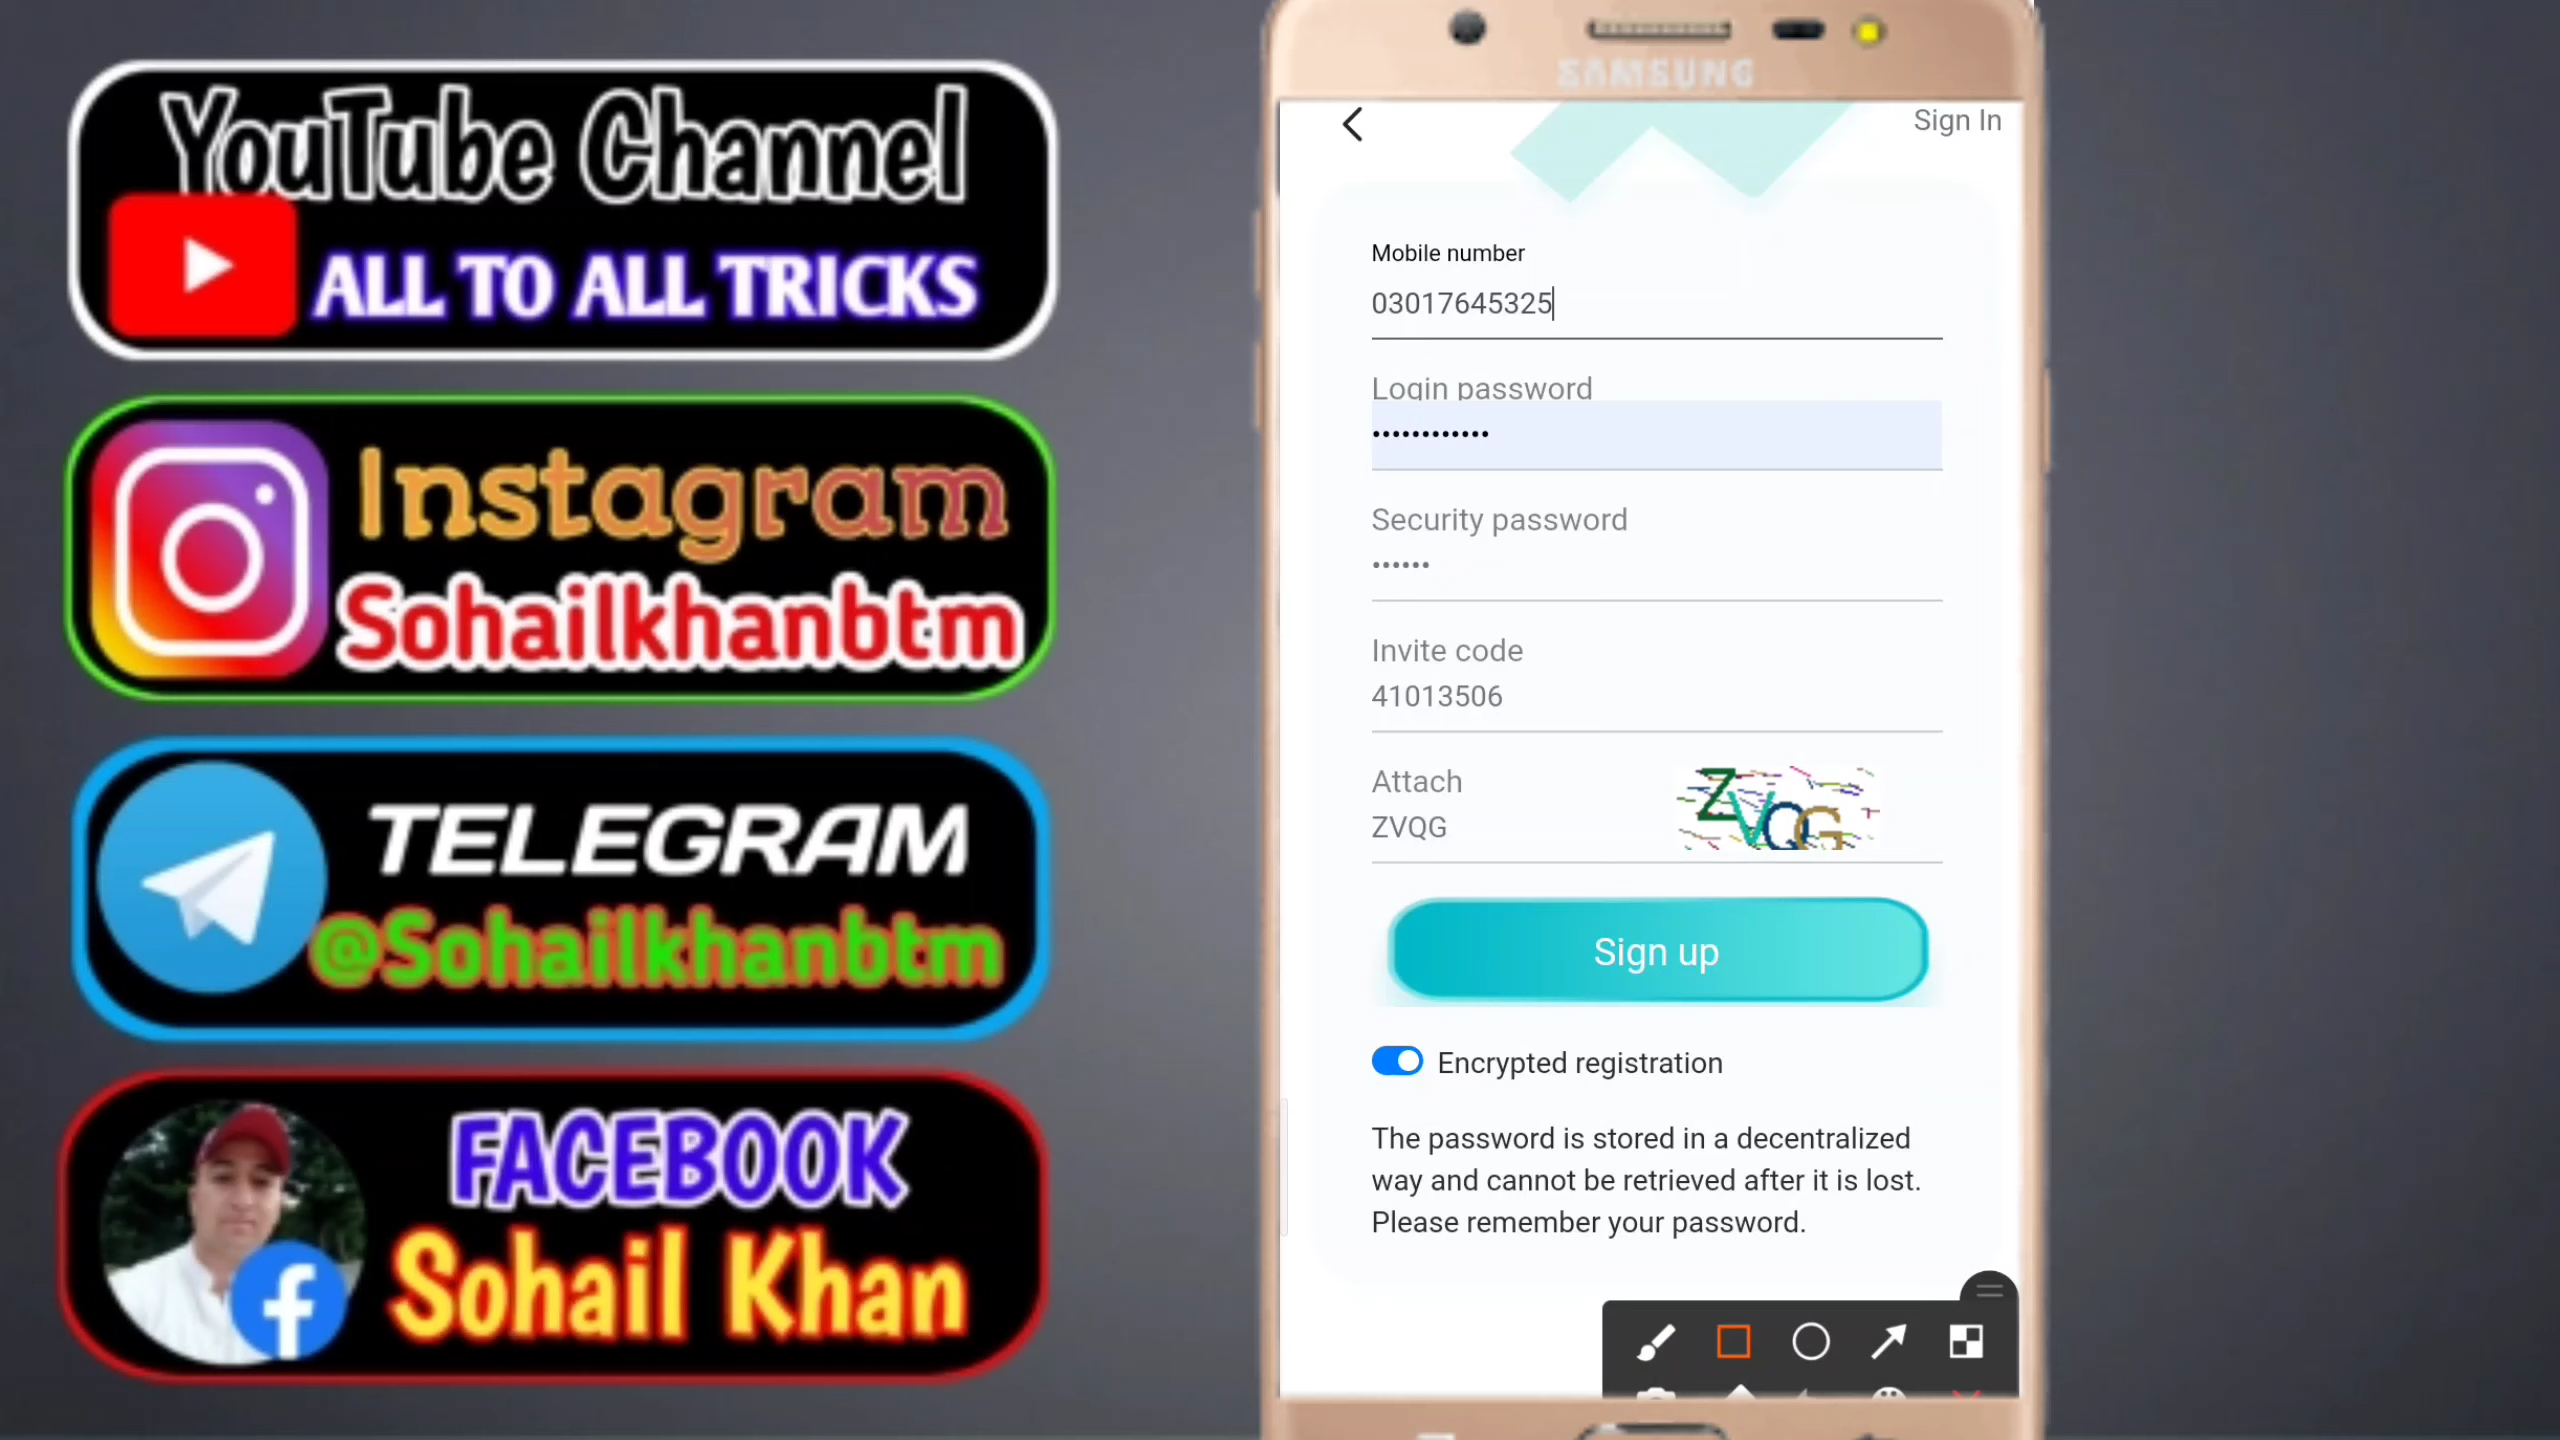 YouTube Channel
ALL TO ALL TRICKS
Instagram
Sohailkhanbtm
TELEGRAM
@Sohailkhanbtm
FACEBOOK
Sohail Khan
SAMSUNG
Sign In
Mobile number
03017645325
Login password
••••••••••••
Security password
••••••
Invite code
41013506
Attach
ZVQG
ZVQG
Sign up
Encrypted registration
The password is stored in a decentralized
way and cannot be retrieved after it is lost.
Please remember your password.